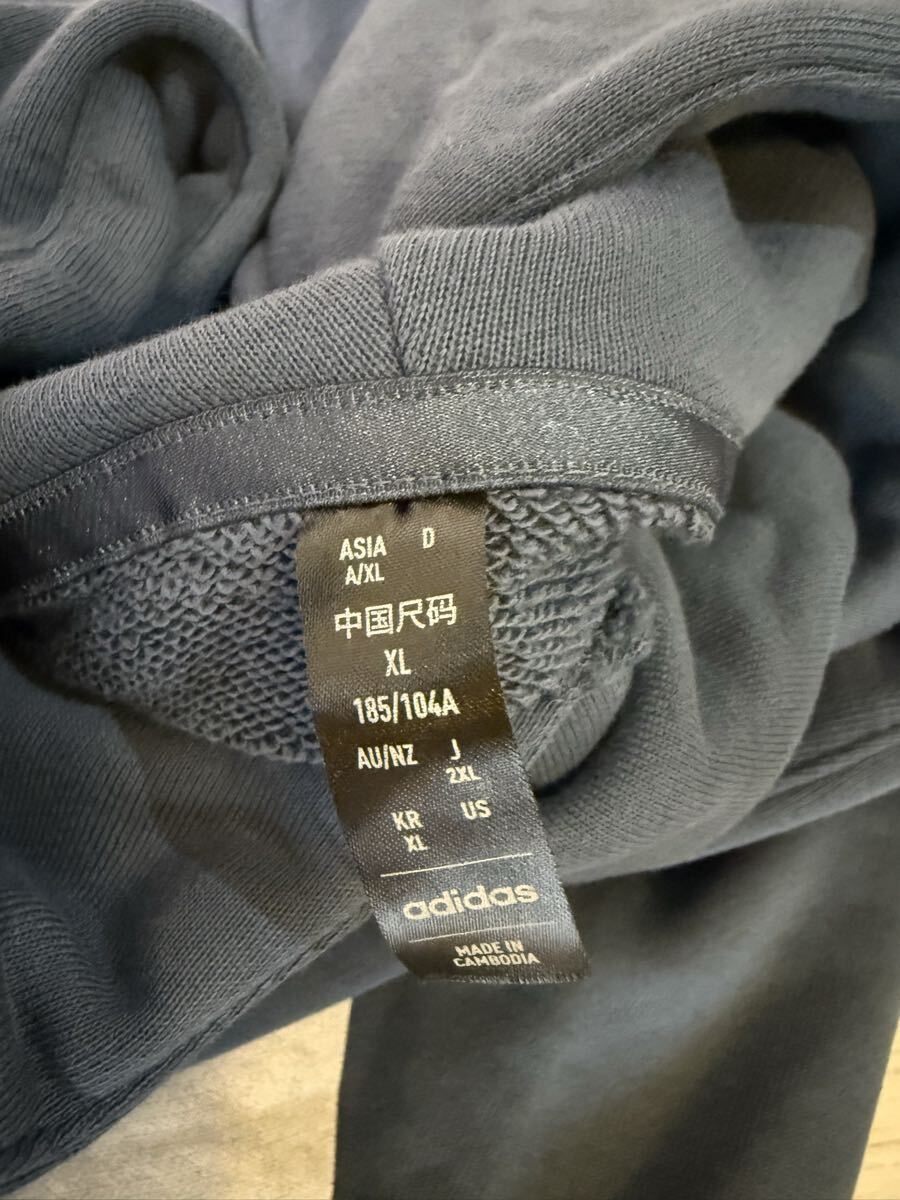 ASIA D
A/XL
中国尺码
XL
185/104A
AU/NZ J
2XL
KR US
XL
adidas
MADE IN
CAMBODIA